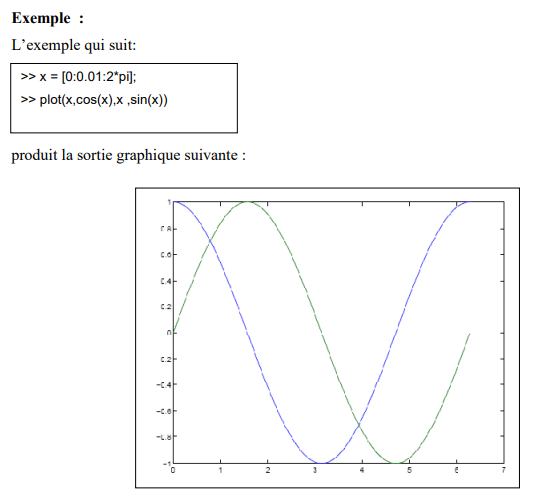 Exemple :
L'exemple qui suit:
>> x = [0:0.01:2*pi];
>> plot(x,cos(x),x ,sin(x))
produit la sortie graphique suivante :
1
0.8
0.6
0.4
0.2
0
0.2
-0.4
-0.6
-0.8
-1
0 1 2 3 4 5 6 7